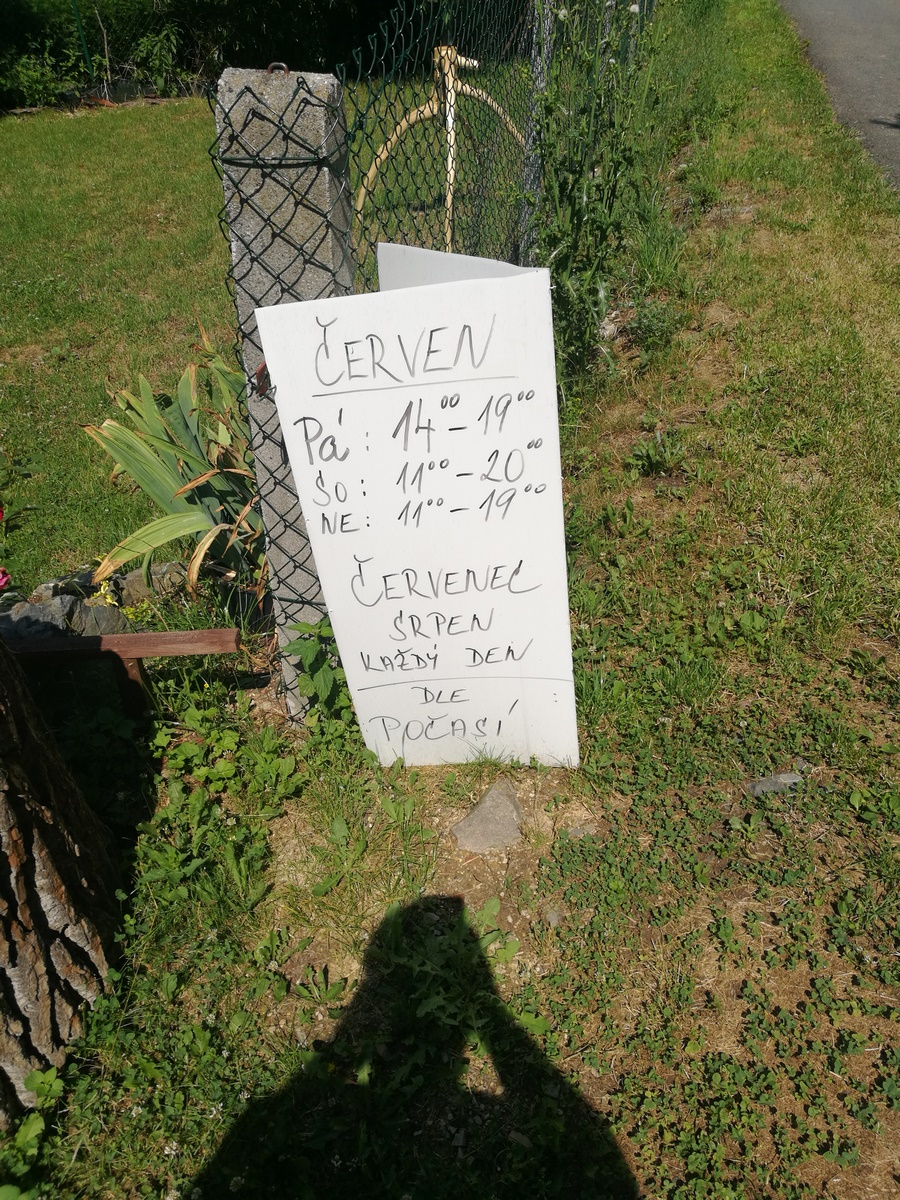 ČERVEN
Pá: 14⁰⁰ - 19⁰⁰
SO: 11⁰⁰ - 20⁰⁰
NE: 11⁰⁰ - 19⁰⁰
ČERVENEC
SRPEN
KAŽDÝ DEN
DLE
POČASÍ